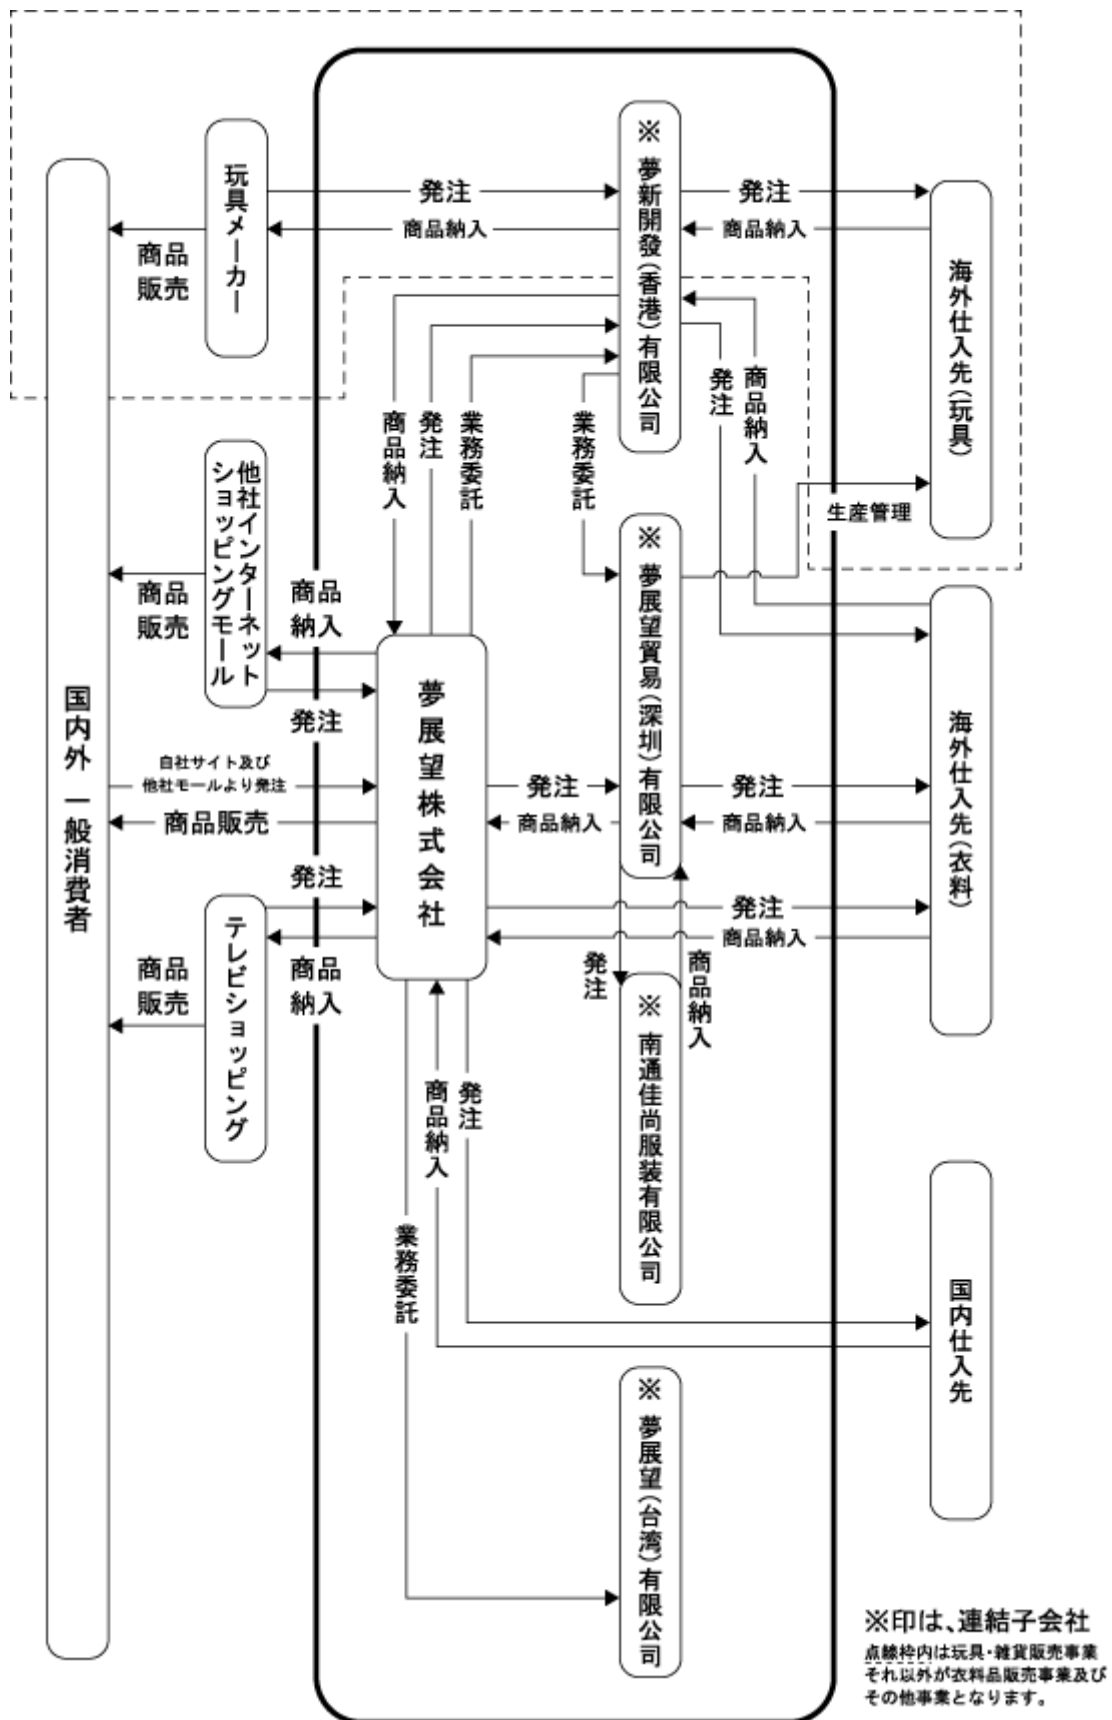 国内外 一般消費者
玩具メーカー
商品
販売
発注
商品納入
※ 夢新開發(香港)有限公司
発注
商品納入
海外仕入先(玩具)
商品納入
発注
業務委託
業務委託
発注
商品納入
生産管理
他社インターネット
ショッピングモール
商品
販売
商品
納入
発注
自社サイト及び
他社モールより発注
商品販売
夢展望株式会社
発注
商品納入
※ 夢展望貿易(深圳)有限公司
発注
商品納入
海外仕入先(衣料)
発注
商品納入
テレビショッピング
商品
販売
発注
商品
納入
発注
商品納入
※ 南通佳尚服装有限公司
商品納入
発注
業務委託
国内仕入先
※ 夢展望(台湾)有限公司
※印は、連結子会社
点線枠内は玩具・雑貨販売事業
それ以外が衣料品販売事業及び
その他事業となります。